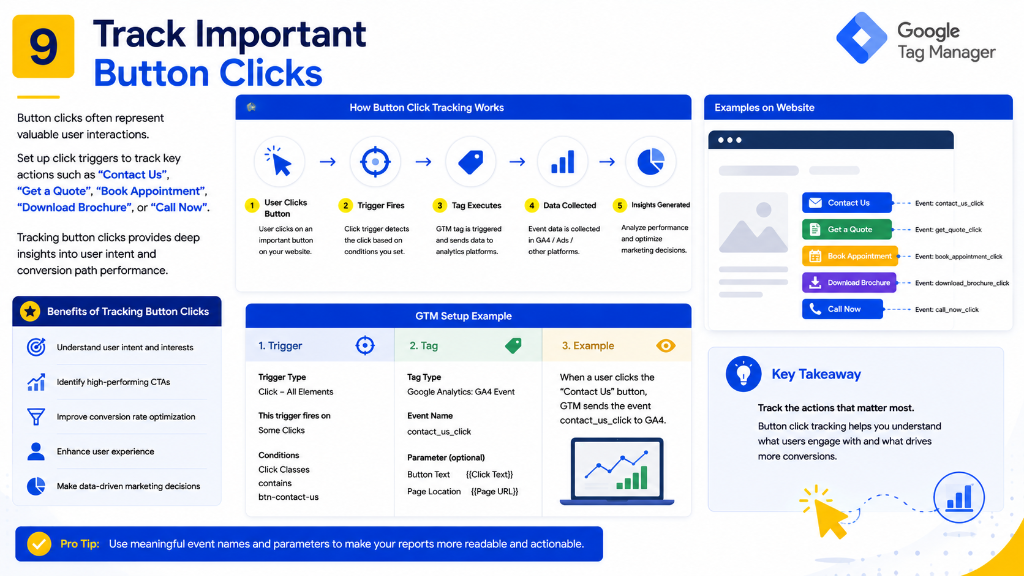 9
Track Important
Button Clicks
Google
Tag Manager
Button clicks often represent
valuable user interactions.
Set up click triggers to track key
actions such as “Contact Us”,
“Get a Quote”, “Book Appointment”,
“Download Brochure”, or “Call Now”.
Tracking button clicks provides deep
insights into user intent and
conversion path performance.
Benefits of Tracking Button Clicks
Understand user intent and interests
Identify high-performing CTAs
Improve conversion rate optimization
Enhance user experience
Make data-driven marketing decisions
How Button Click Tracking Works
1 User Clicks
Button
User clicks on an
important button
on your website.
2 Trigger Fires
Click trigger detects
the click based on
conditions you set.
3 Tag Executes
GTM tag is triggered
and sends data to
analytics platforms.
4 Data Collected
Event data is collected
in GA4 / Ads /
other platforms.
5 Insights Generated
Analyze performance
and optimize
marketing decisions.
GTM Setup Example
1. Trigger
Trigger Type
Click – All Elements
This trigger fires on
Some Clicks
Conditions
Click Classes
contains
btn-contact-us
2. Tag
Tag Type
Google Analytics: GA4 Event
Event Name
contact_us_click
Parameter (optional)
Button Text {{Click Text}}
Page Location {{Page URL}}
3. Example
When a user clicks the
“Contact Us” button,
GTM sends the event
contact_us_click to GA4.
Examples on Website
Contact Us Event: contact_us_click
Get a Quote Event: get_quote_click
Book Appointment Event: book_appointment_click
Download Brochure Event: download_brochure_click
Call Now Event: call_now_click
Key Takeaway
Track the actions that matter most.
Button click tracking helps you understand
what users engage with and what drives
more conversions.
Pro Tip: Use meaningful event names and parameters to make your reports more readable and actionable.